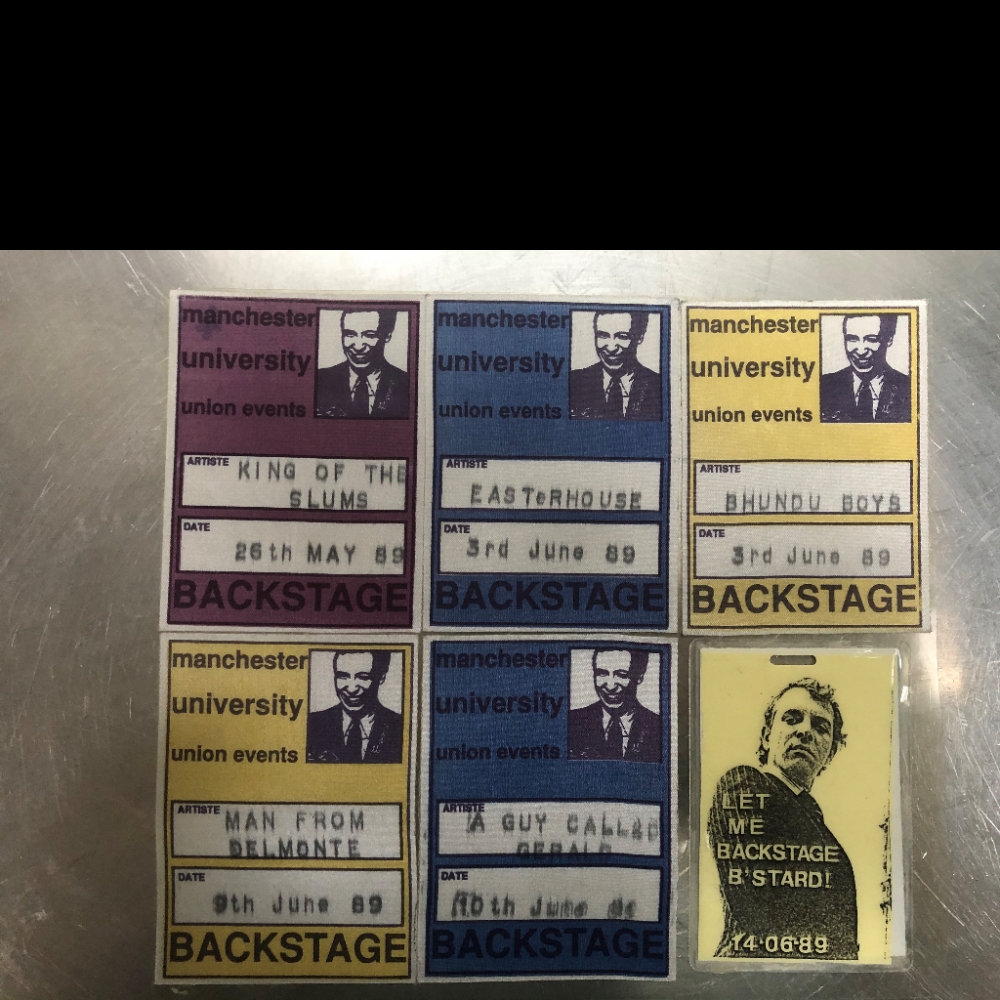 manchester
university
union events
ARTISTE
KING OF THE
SLUMS
DATE
26th MAY 89
BACKSTAGE
manchester
university
union events
ARTISTE
EASTeRHOUSE
DATE
3rd June 89
BACKSTAGE
manchester
university
union events
ARTISTE
BHUNDU BOYS
DATE
3rd June 89
BACKSTAGE
manchester
university
union events
ARTISTE
MAN FROM
DELMONTE
DATE
9th June 89
BACKSTAGE
manchester
university
union events
ARTISTE
A GUY CALLED
GERALD
DATE
10th June
BACKSTAGE
LET
ME
BACKSTAGE
B'STARD!
14·06·89